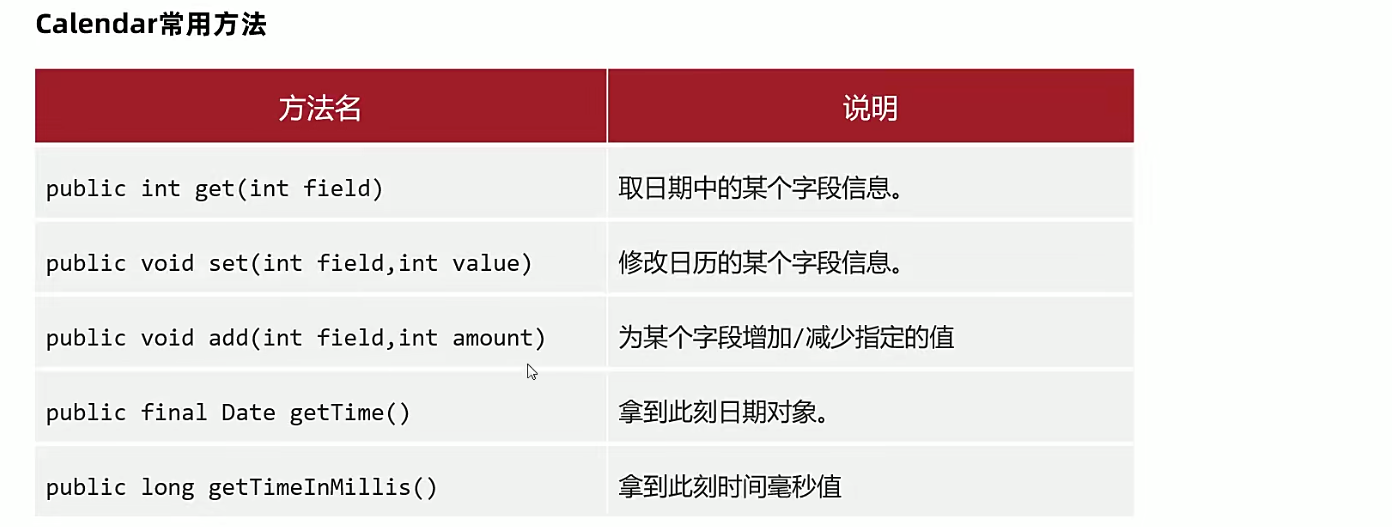 Calendar常用方法
方法名 说明
public int get(int field) 取日期中的某个字段信息。
public void set(int field,int value) 修改日历的某个字段信息。
public void add(int field,int amount) 为某个字段增加/减少指定的值
public final Date getTime() 拿到此刻日期对象。
public long getTimeInMillis() 拿到此刻时间毫秒值